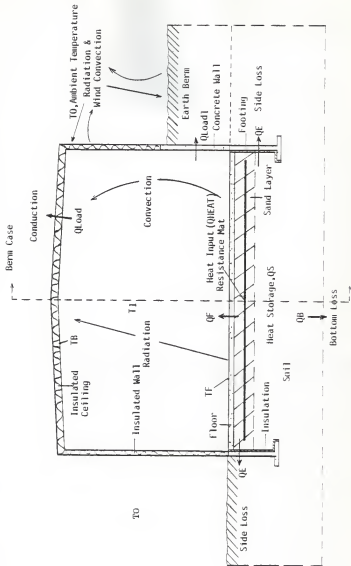 Berm Case
Conduction
TO,Ambient Temperature
Radiation &
Wind Convection
QLoad
TB
Insulated
Ceiling
Earth Berm
TO
Insulated Wall
Radiation
TI
Convection
QLoad1
Concrete Wall
Heat Input(QHEAT)
Resistance Mat
Footing
Floor
TF
QF
QE
Side Loss
QE
Side Loss
Sand Layer
Heat Storage,QS
Insulation
Soil
QB
Bottom Loss